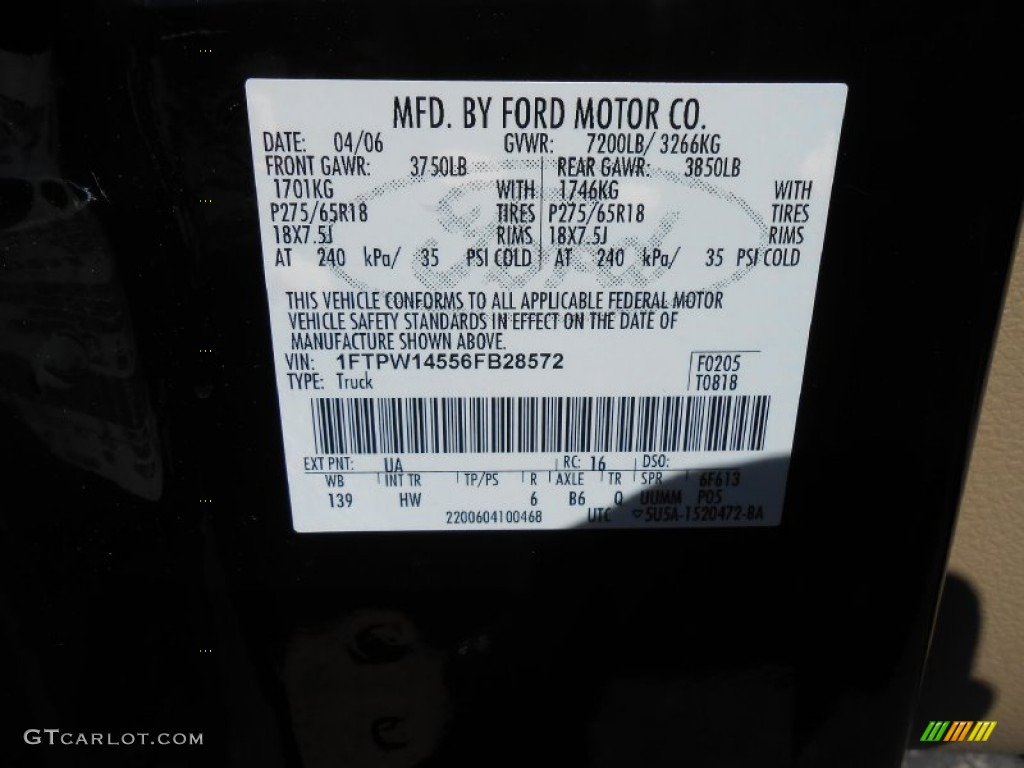 MFD. BY FORD MOTOR CO.
DATE: 04/06 GVWR: 7200LB/ 3266KG
FRONT GAWR: 3750LB REAR GAWR: 3850LB
1701KG WITH 1746KG WITH
P275/65R18 TIRES P275/65R18 TIRES
18X7.5J RIMS 18X7.5J RIMS
AT 240 kPa/ 35 PSI COLD AT 240 kPa/ 35 PSI COLD
THIS VEHICLE CONFORMS TO ALL APPLICABLE FEDERAL MOTOR
VEHICLE SAFETY STANDARDS IN EFFECT ON THE DATE OF
MANUFACTURE SHOWN ABOVE.
VIN: 1FTPW14556FB28572 F0205
TYPE: Truck T0818
EXT PNT: UA RC: 16 DSO:
WB INT TR TP/PS R AXLE TR SPR 6F613
139 HW 6 B6 Q UUMM P05
2200604100468 UTC ▽5U5A-1520472-BA
GTCARLOT.COM